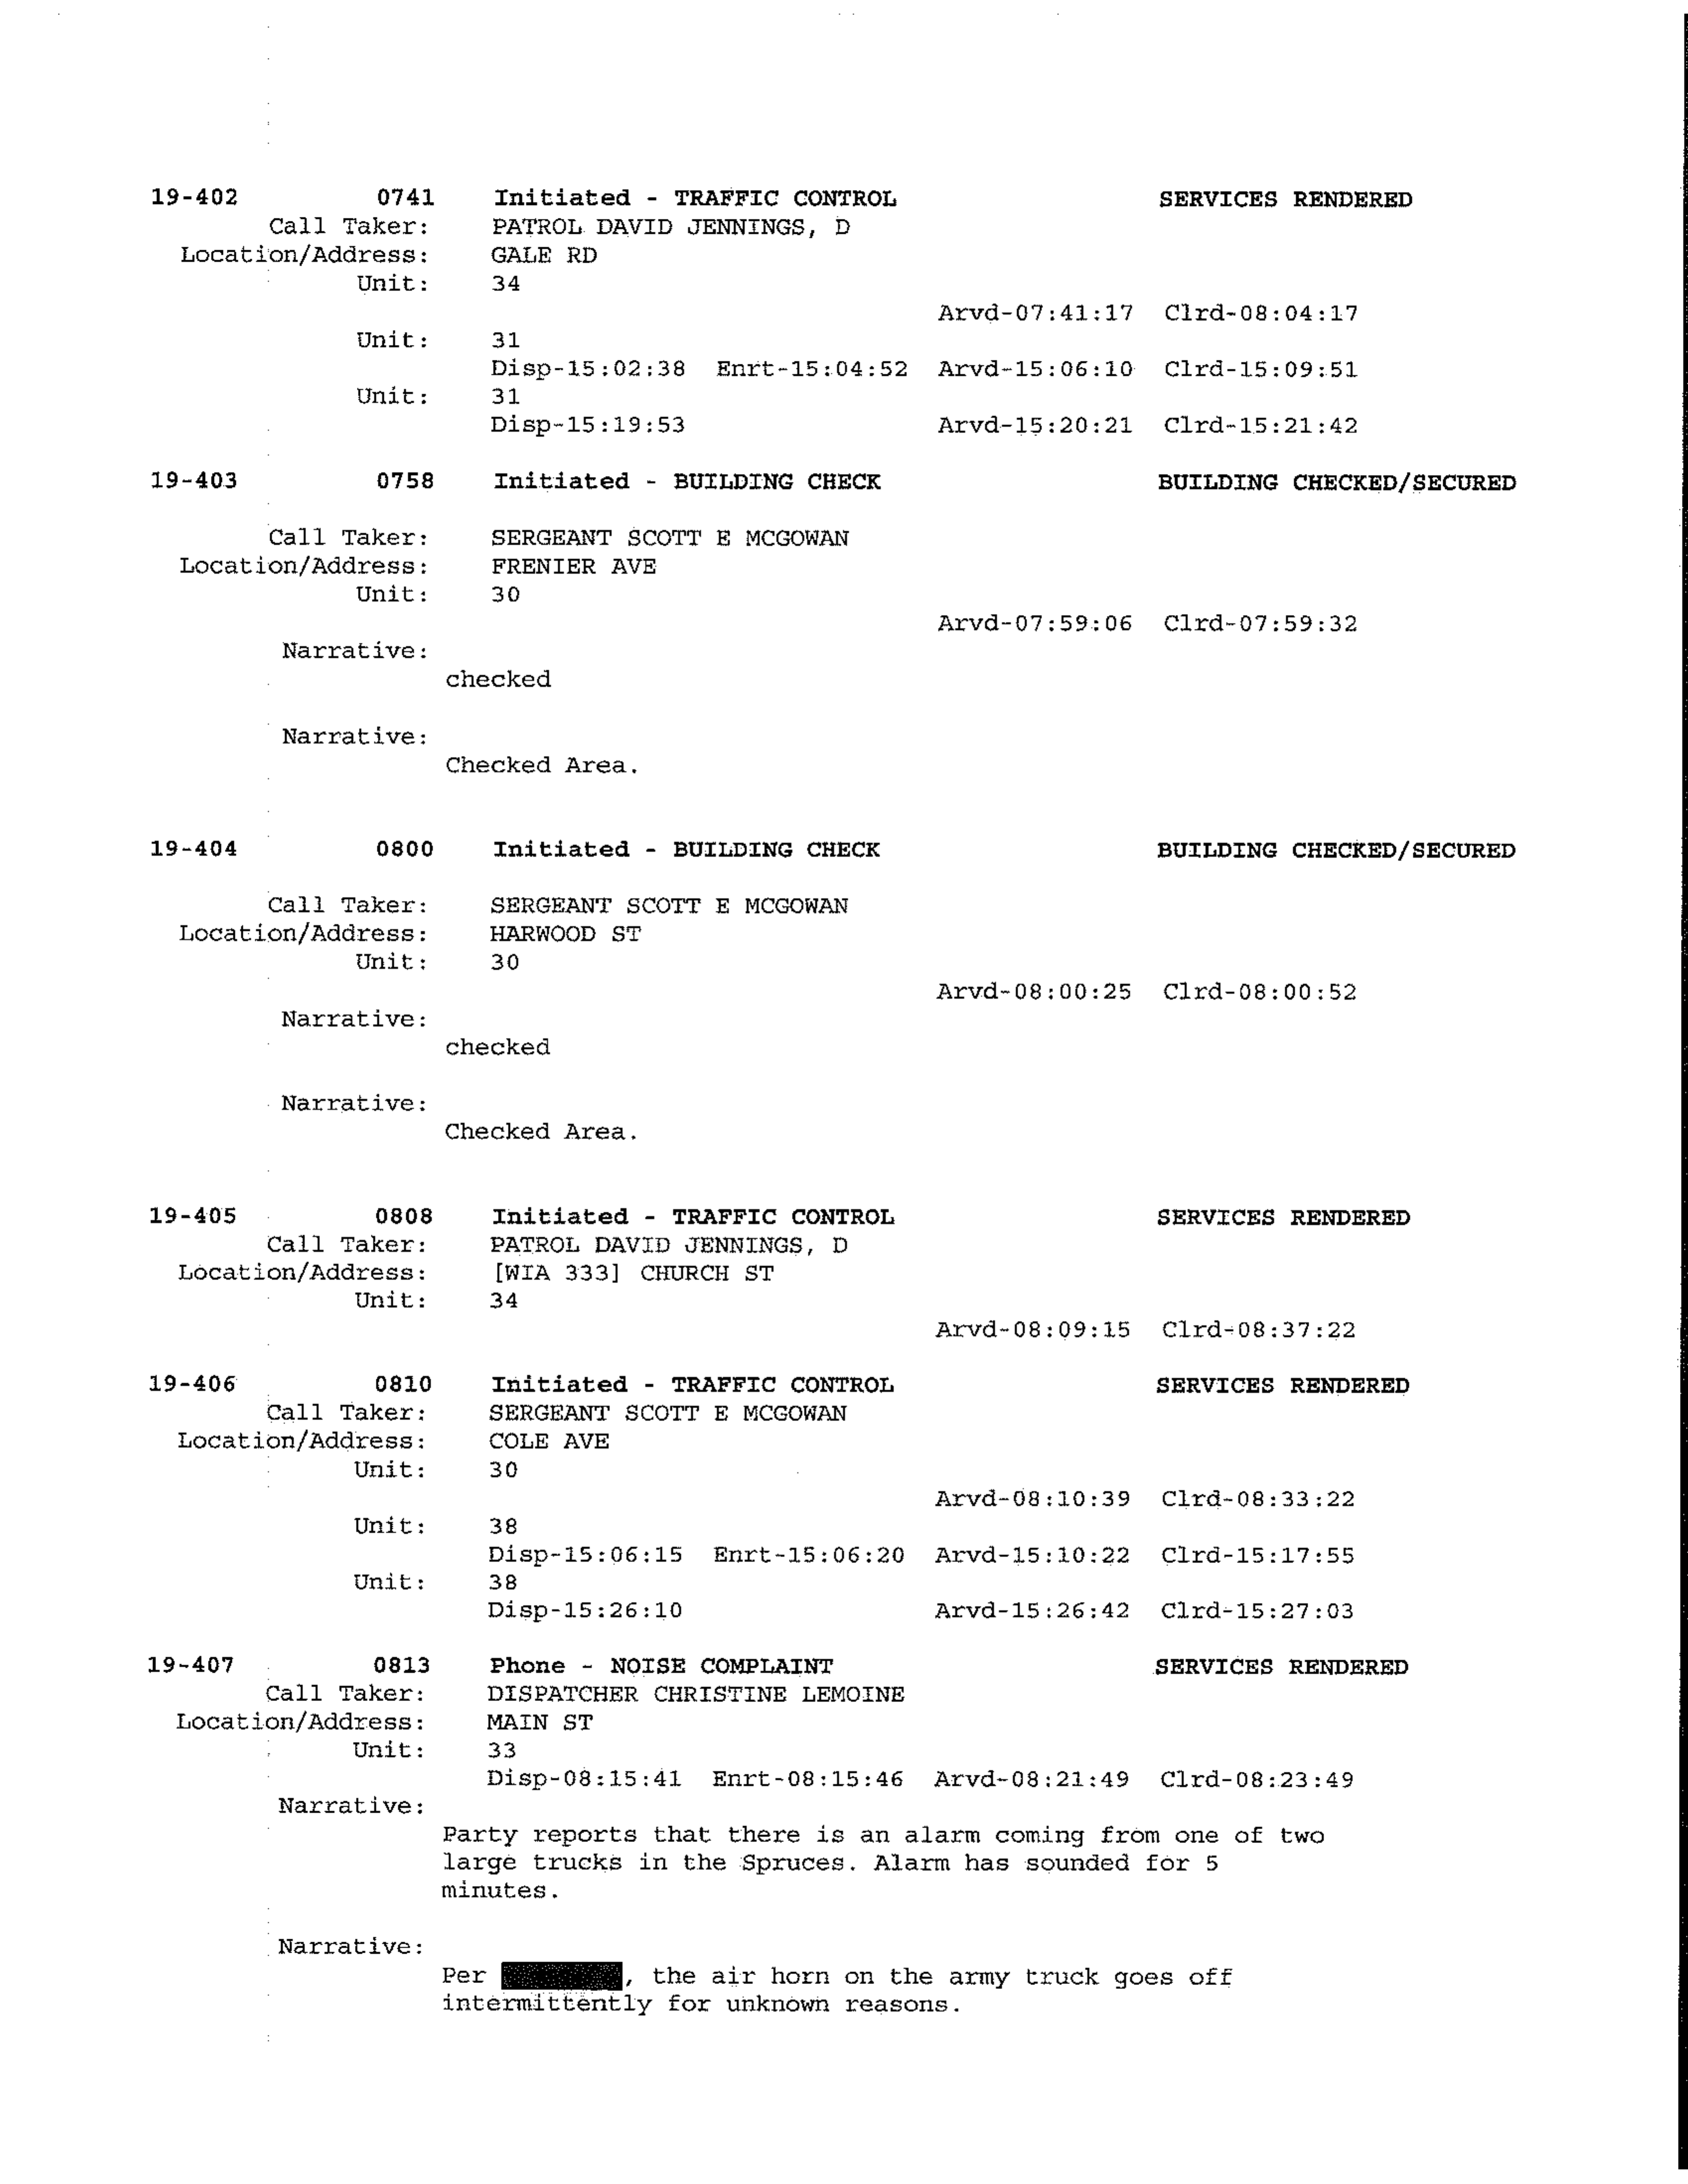 19-402 0741 Initiated - TRAFFIC CONTROL SERVICES RENDERED
Call Taker: PATROL DAVID JENNINGS, D
Location/Address: GALE RD
Unit: 34
Arvd-07:41:17 Clrd-08:04:17
Unit: 31
Disp-15:02:38 Enrt-15:04:52 Arvd-15:06:10 Clrd-15:09:51
Unit: 31
Disp-15:19:53 Arvd-15:20:21 Clrd-15:21:42
19-403 0758 Initiated - BUILDING CHECK BUILDING CHECKED/SECURED
Call Taker: SERGEANT SCOTT E MCGOWAN
Location/Address: FRENIER AVE
Unit: 30
Arvd-07:59:06 Clrd-07:59:32
Narrative:
checked
Narrative:
Checked Area.
19-404 0800 Initiated - BUILDING CHECK BUILDING CHECKED/SECURED
Call Taker: SERGEANT SCOTT E MCGOWAN
Location/Address: HARWOOD ST
Unit: 30
Arvd-08:00:25 Clrd-08:00:52
Narrative:
checked
Narrative:
Checked Area.
19-405 0808 Initiated - TRAFFIC CONTROL SERVICES RENDERED
Call Taker: PATROL DAVID JENNINGS, D
Location/Address: [WIA 333] CHURCH ST
Unit: 34
Arvd-08:09:15 Clrd-08:37:22
19-406 0810 Initiated - TRAFFIC CONTROL SERVICES RENDERED
Call Taker: SERGEANT SCOTT E MCGOWAN
Location/Address: COLE AVE
Unit: 30
Arvd-08:10:39 Clrd-08:33:22
Unit: 38
Disp-15:06:15 Enrt-15:06:20 Arvd-15:10:22 Clrd-15:17:55
Unit: 38
Disp-15:26:10 Arvd-15:26:42 Clrd-15:27:03
19-407 0813 Phone - NOISE COMPLAINT SERVICES RENDERED
Call Taker: DISPATCHER CHRISTINE LEMOINE
Location/Address: MAIN ST
Unit: 33
Disp-08:15:41 Enrt-08:15:46 Arvd-08:21:49 Clrd-08:23:49
Narrative:
Party reports that there is an alarm coming from one of two
large trucks in the Spruces. Alarm has sounded for 5
minutes.
Narrative:
Per , the air horn on the army truck goes off
intermittently for unknown reasons.